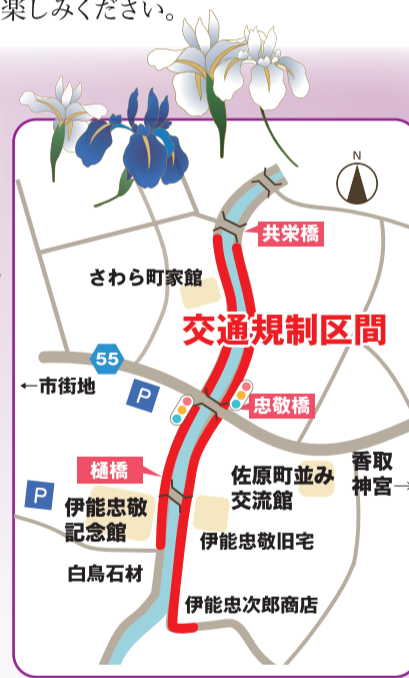 楽しみください。
N
共栄橋
さわら町家館
交通規制区間
55
←市街地
P
忠敬橋
樋橋
佐原町並み
交流館
香取
神宮→
P
伊能忠敬
記念館
伊能忠敬旧宅
白鳥石材
伊能忠次郎商店